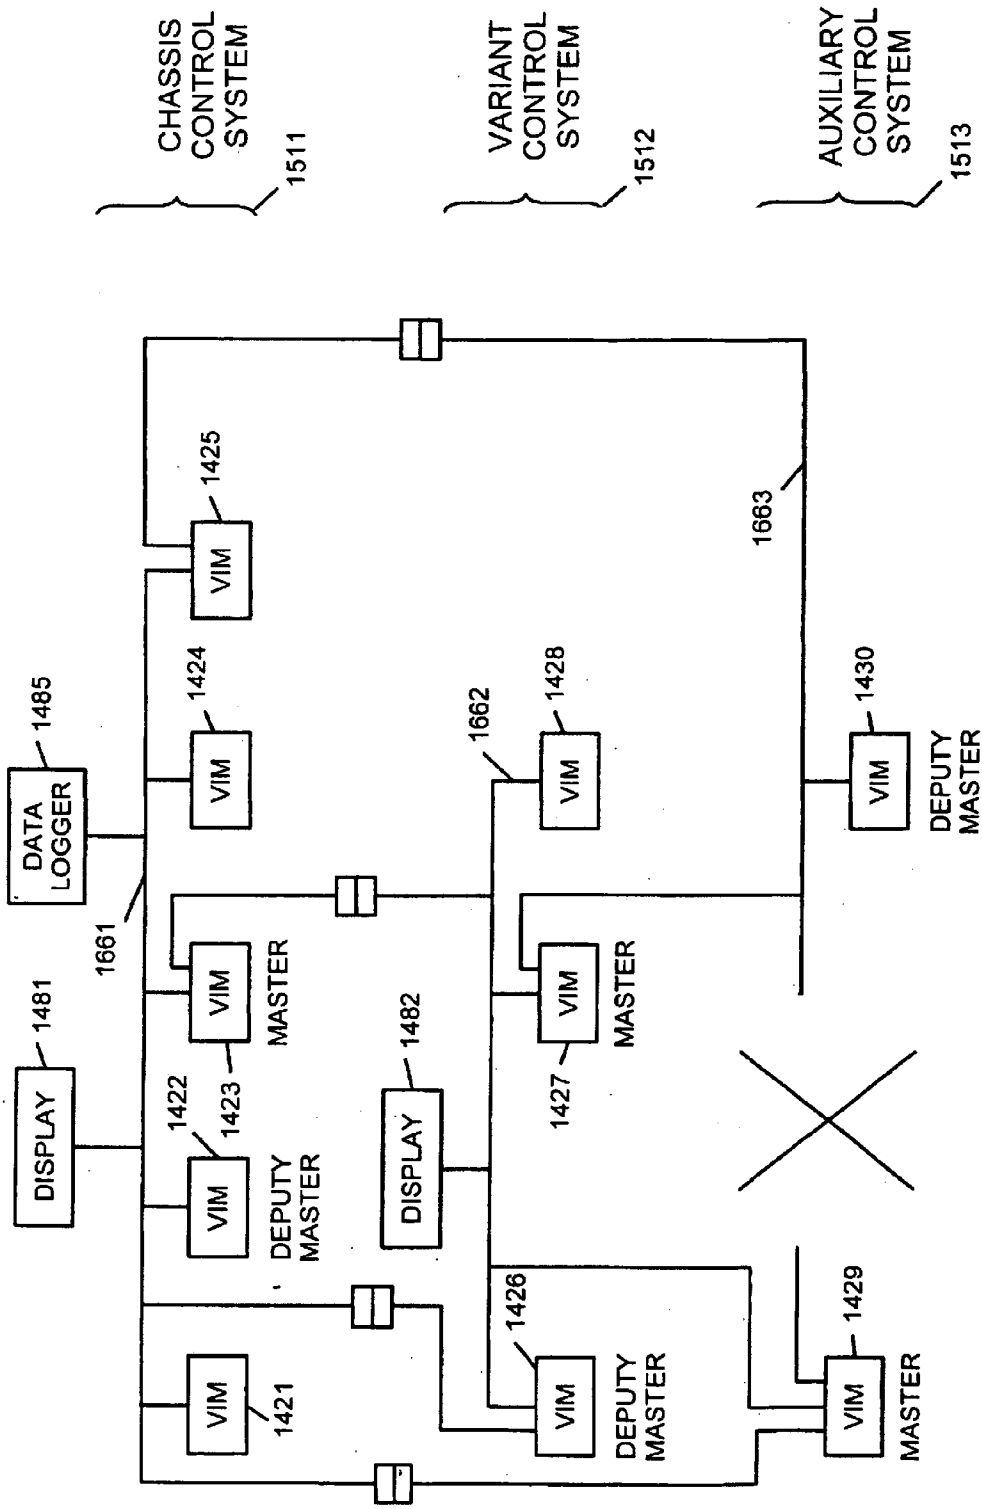 CHASSIS
CONTROL
SYSTEM
1511
VARIANT
CONTROL
SYSTEM
1512
AUXILIARY
CONTROL
SYSTEM
1513
DATA
LOGGER
1485
DISPLAY
1481
1661
VIM
1421
VIM
1422
DEPUTY
MASTER
VIM
1423
MASTER
VIM
1424
VIM
1425
DISPLAY
1482
1662
VIM
1426
DEPUTY
MASTER
VIM
1427
MASTER
VIM
1428
1663
VIM
1429
MASTER
VIM
1430
DEPUTY
MASTER